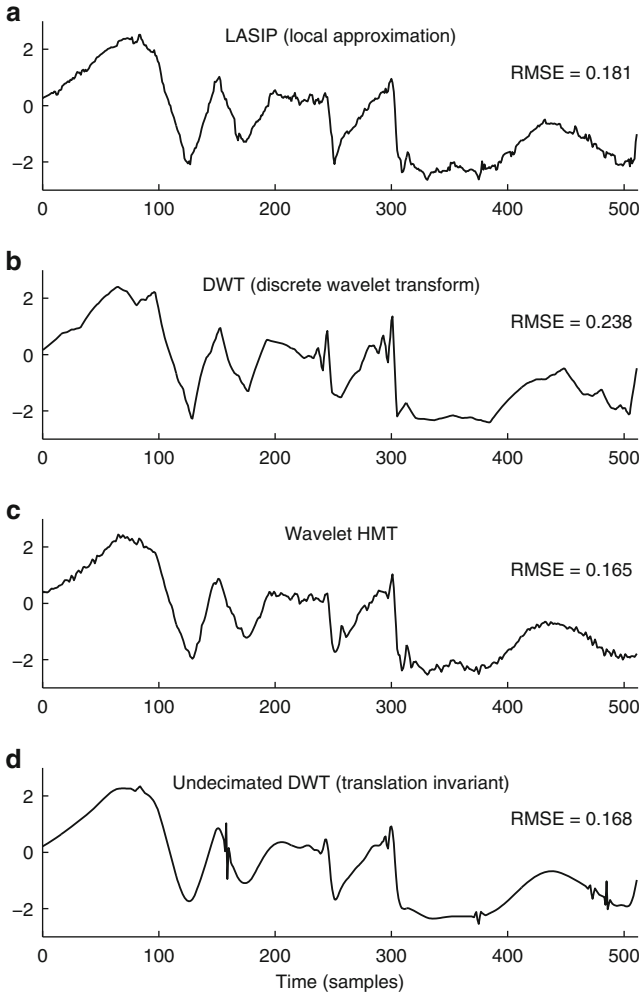 a
LASIP (local approximation)
RMSE = 0.181
2
0
−2
0 100 200 300 400 500
b
DWT (discrete wavelet transform)
RMSE = 0.238
2
0
−2
0 100 200 300 400 500
c
Wavelet HMT
RMSE = 0.165
2
0
−2
0 100 200 300 400 500
d
Undecimated DWT (translation invariant)
RMSE = 0.168
2
0
−2
0 100 200 300 400 500
Time (samples)